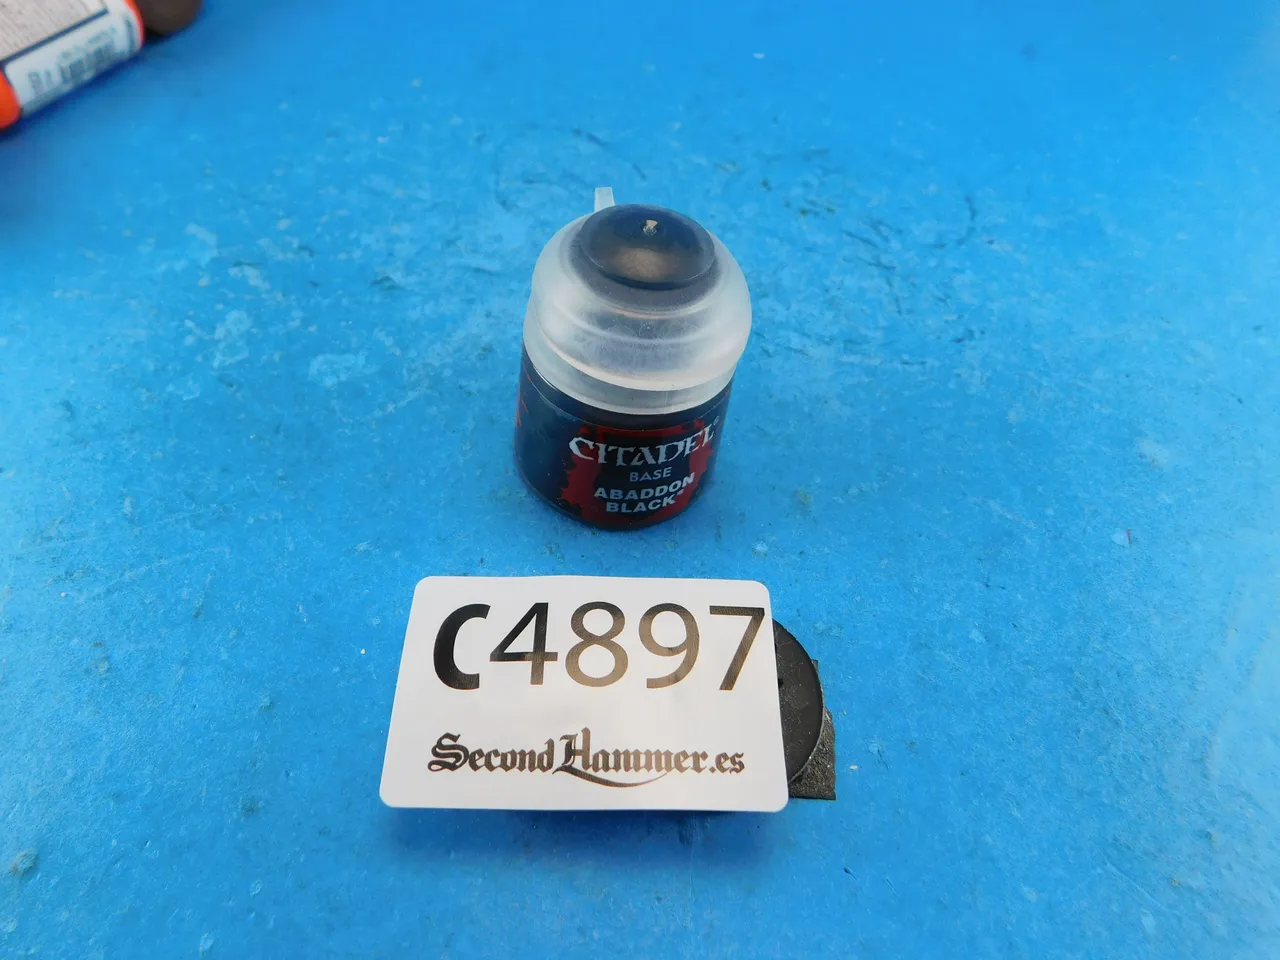 CITADEL®
BASE
ABADDON
BLACK®
C4897
SecondHammer.es